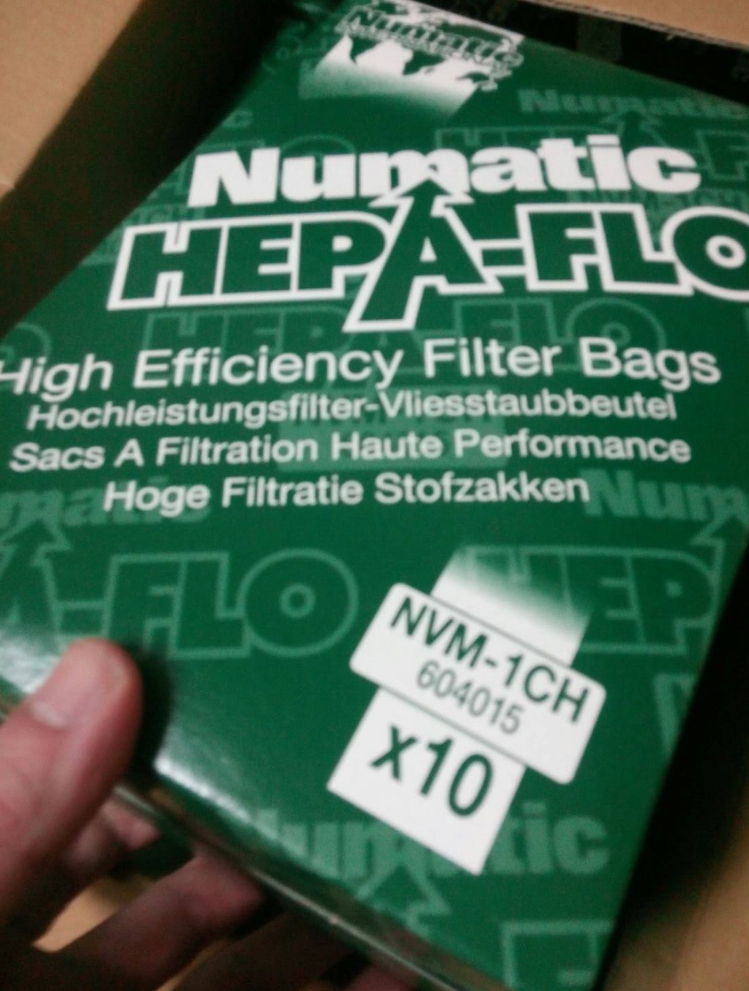 Numatic
Numatic
HEPA-FLO
High Efficiency Filter Bags
Hochleistungsfilter-Vliesstaubbeutel
Sacs A Filtration Haute Performance
Hoge Filtratie Stofzakken
NVM-1CH
604015
x10